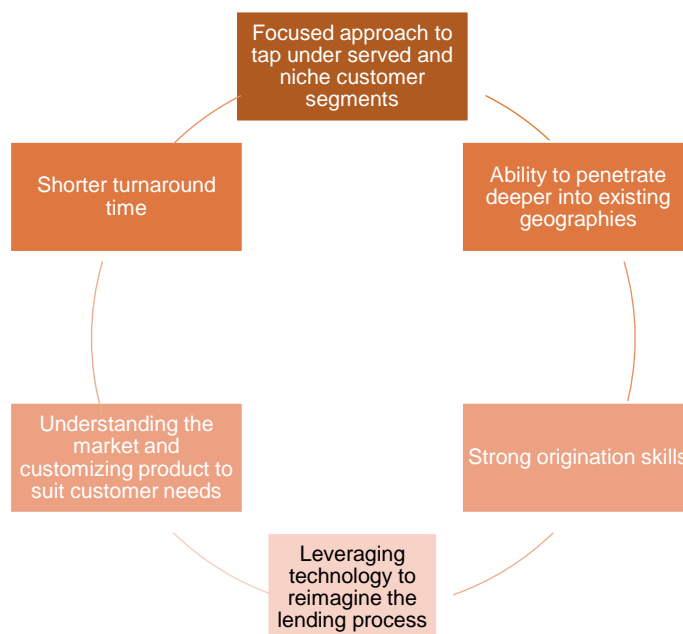 Focused approach to
tap under served and
niche customer
segments
Ability to penetrate
deeper into existing
geographies
Strong origination skills
Leveraging
technology to
reimagine the
lending process
Understanding the
market and
customizing product to
suit customer needs
Shorter turnaround
time